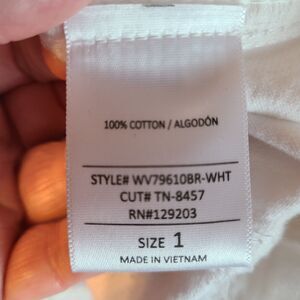 100% COTTON / ALGODÓN
STYLE# WV79610BR-WHT
CUT# TN-8457
RN#129203
SIZE 1
MADE IN VIETNAM